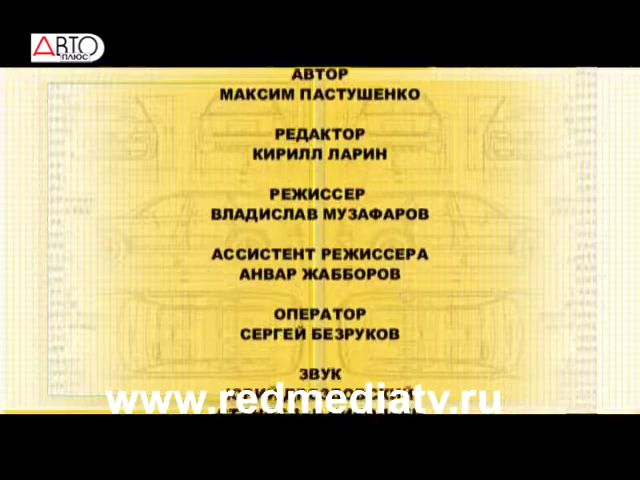 АВТО
ПЛЮС
АВТОР
МАКСИМ ПАСТУШЕНКО
РЕДАКТОР
КИРИЛЛ ЛАРИН
РЕЖИССЕР
ВЛАДИСЛАВ МУЗАФАРОВ
АССИСТЕНТ РЕЖИССЕРА
АНВАР ЖАББОРОВ
ОПЕРАТОР
СЕРГЕЙ БЕЗРУКОВ
ЗВУК
www.redmediatv.ru